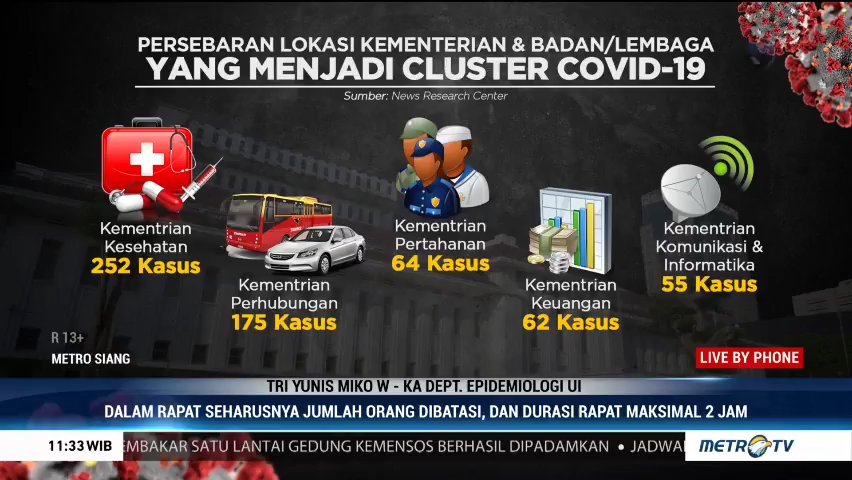 PERSEBARAN LOKASI KEMENTERIAN & BADAN/LEMBAGA
YANG MENJADI CLUSTER COVID-19
Sumber: News Research Center
Kementrian
Kesehatan
252 Kasus
Kementrian
Perhubungan
175 Kasus
Kementrian
Pertahanan
64 Kasus
Kementrian
Keuangan
62 Kasus
Kementrian
Komunikasi &
Informatika
55 Kasus
R 13+
METRO SIANG
LIVE BY PHONE
TRI YUNIS MIKO W - KA DEPT. EPIDEMIOLOGI UI
DALAM RAPAT SEHARUSNYA JUMLAH ORANG DIBATASI, DAN DURASI RAPAT MAKSIMAL 2 JAM
11:33 WIB
EMBAKAR SATU LANTAI GEDUNG KEMENSOS BERHASIL DIPADAMKAN • JADWA
METRO TV